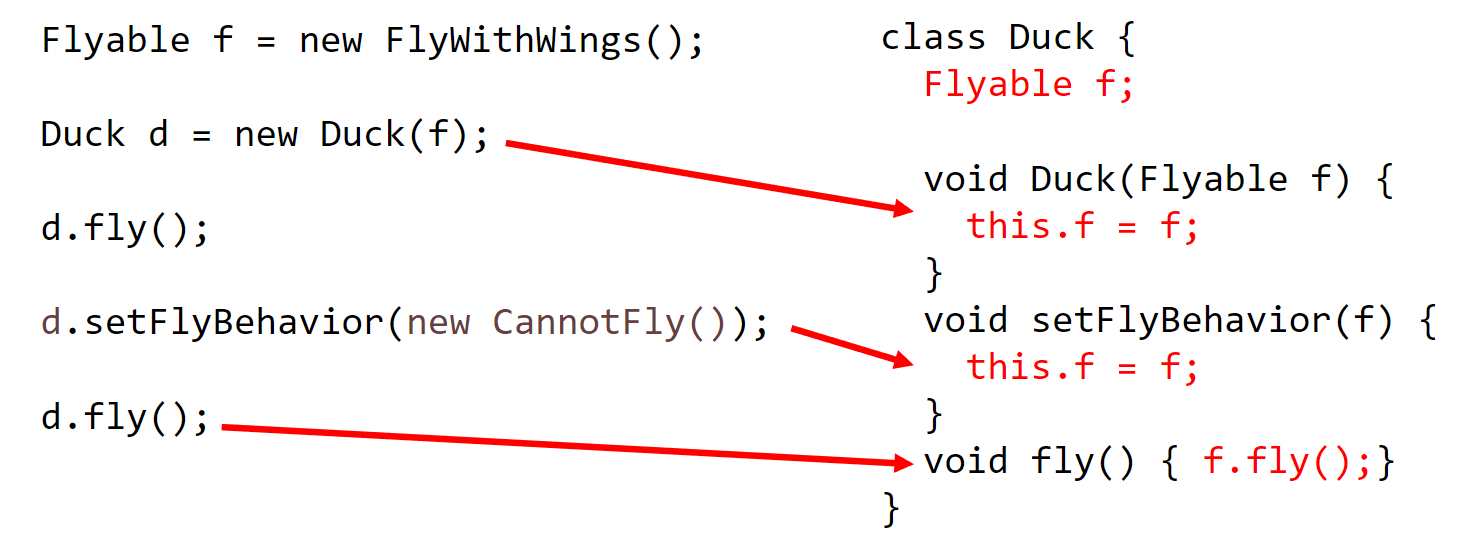 Flyable f = new FlyWithWings();
Duck d = new Duck(f);
d.fly();
d.setFlyBehavior(new CannotFly());
d.fly();
class Duck {
Flyable f;
void Duck(Flyable f) {
this.f = f;
}
void setFlyBehavior(f) {
this.f = f;
}
void fly() { f.fly();}
}